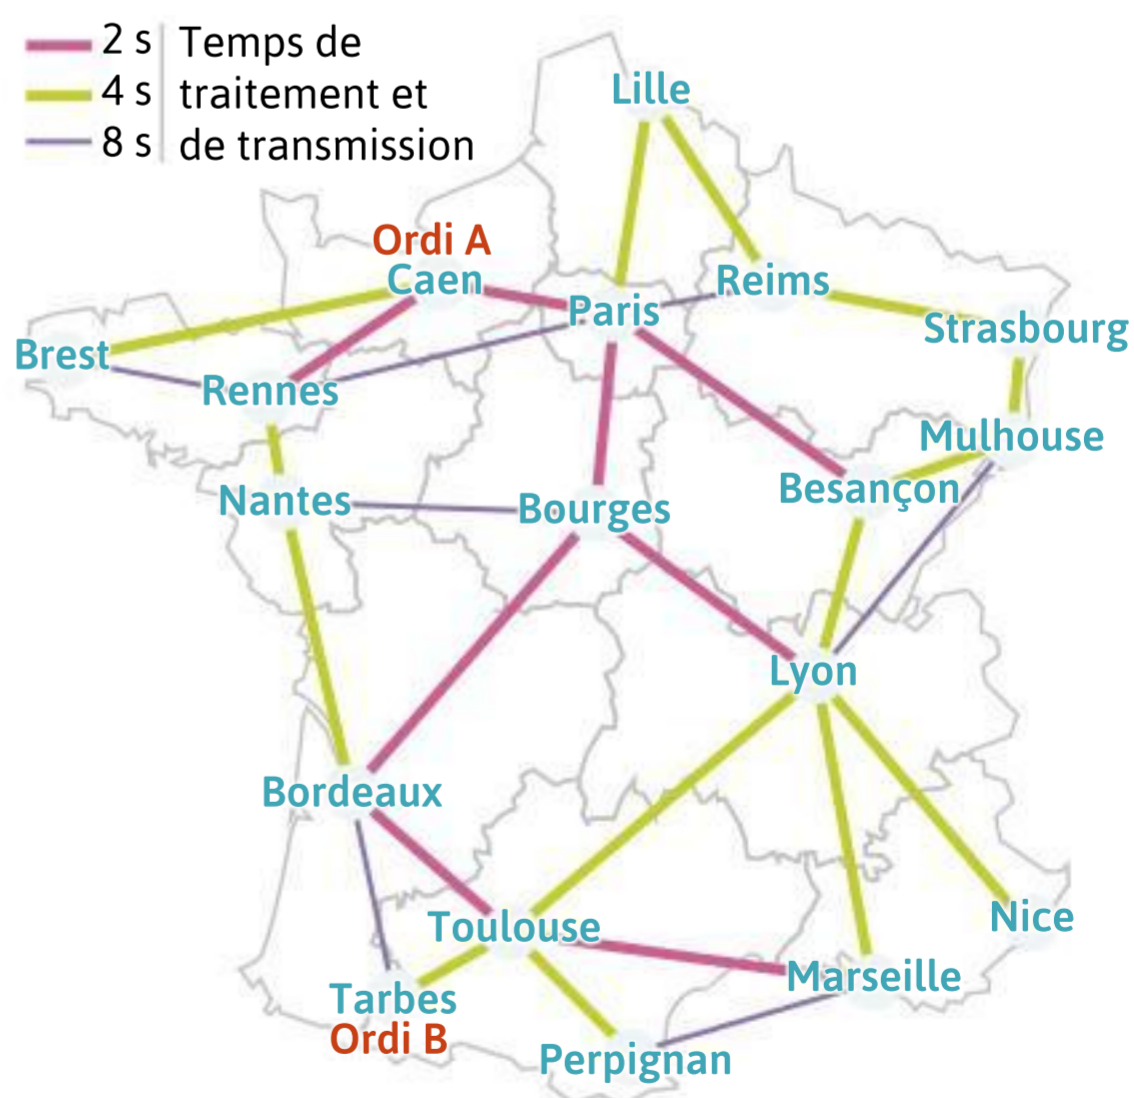 2 s Temps de
4 s traitement et
8 s de transmission
Lille
Ordi A
Caen
Reims
Paris
Strasbourg
Brest
Rennes
Mulhouse
Besançon
Nantes
Bourges
Lyon
Bordeaux
Nice
Toulouse
Marseille
Tarbes
Ordi B
Perpignan